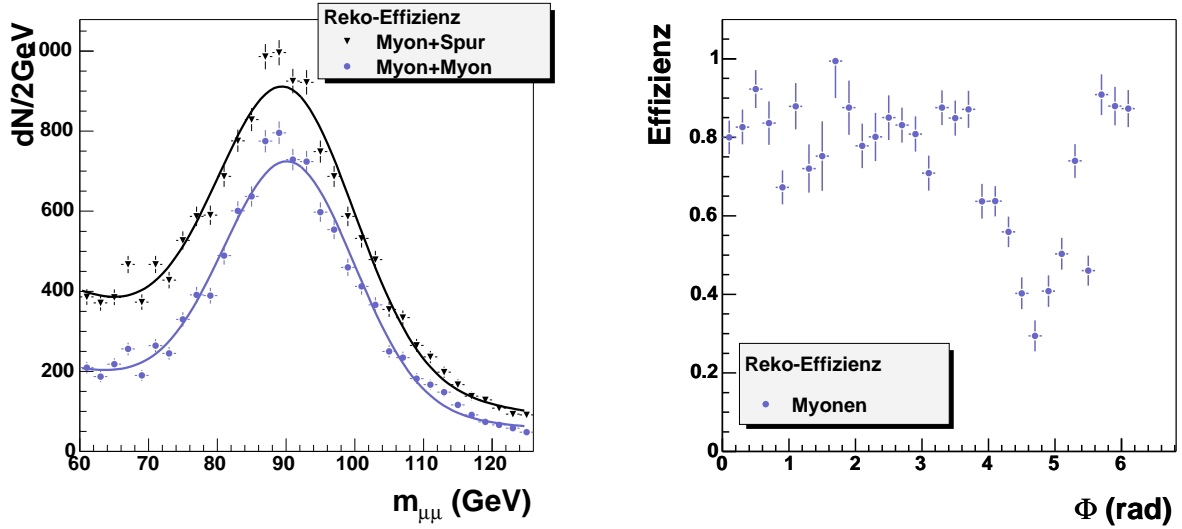 dN/2GeV
1000
800
600
400
200
0
60 70 80 90 100 110 120
m_μμ (GeV)
Reko-Effizienz
Myon+Spur
Myon+Myon
Effizienz
1
0.8
0.6
0.4
0.2
0
0 1 2 3 4 5 6
Φ (rad)
Reko-Effizienz
Myonen